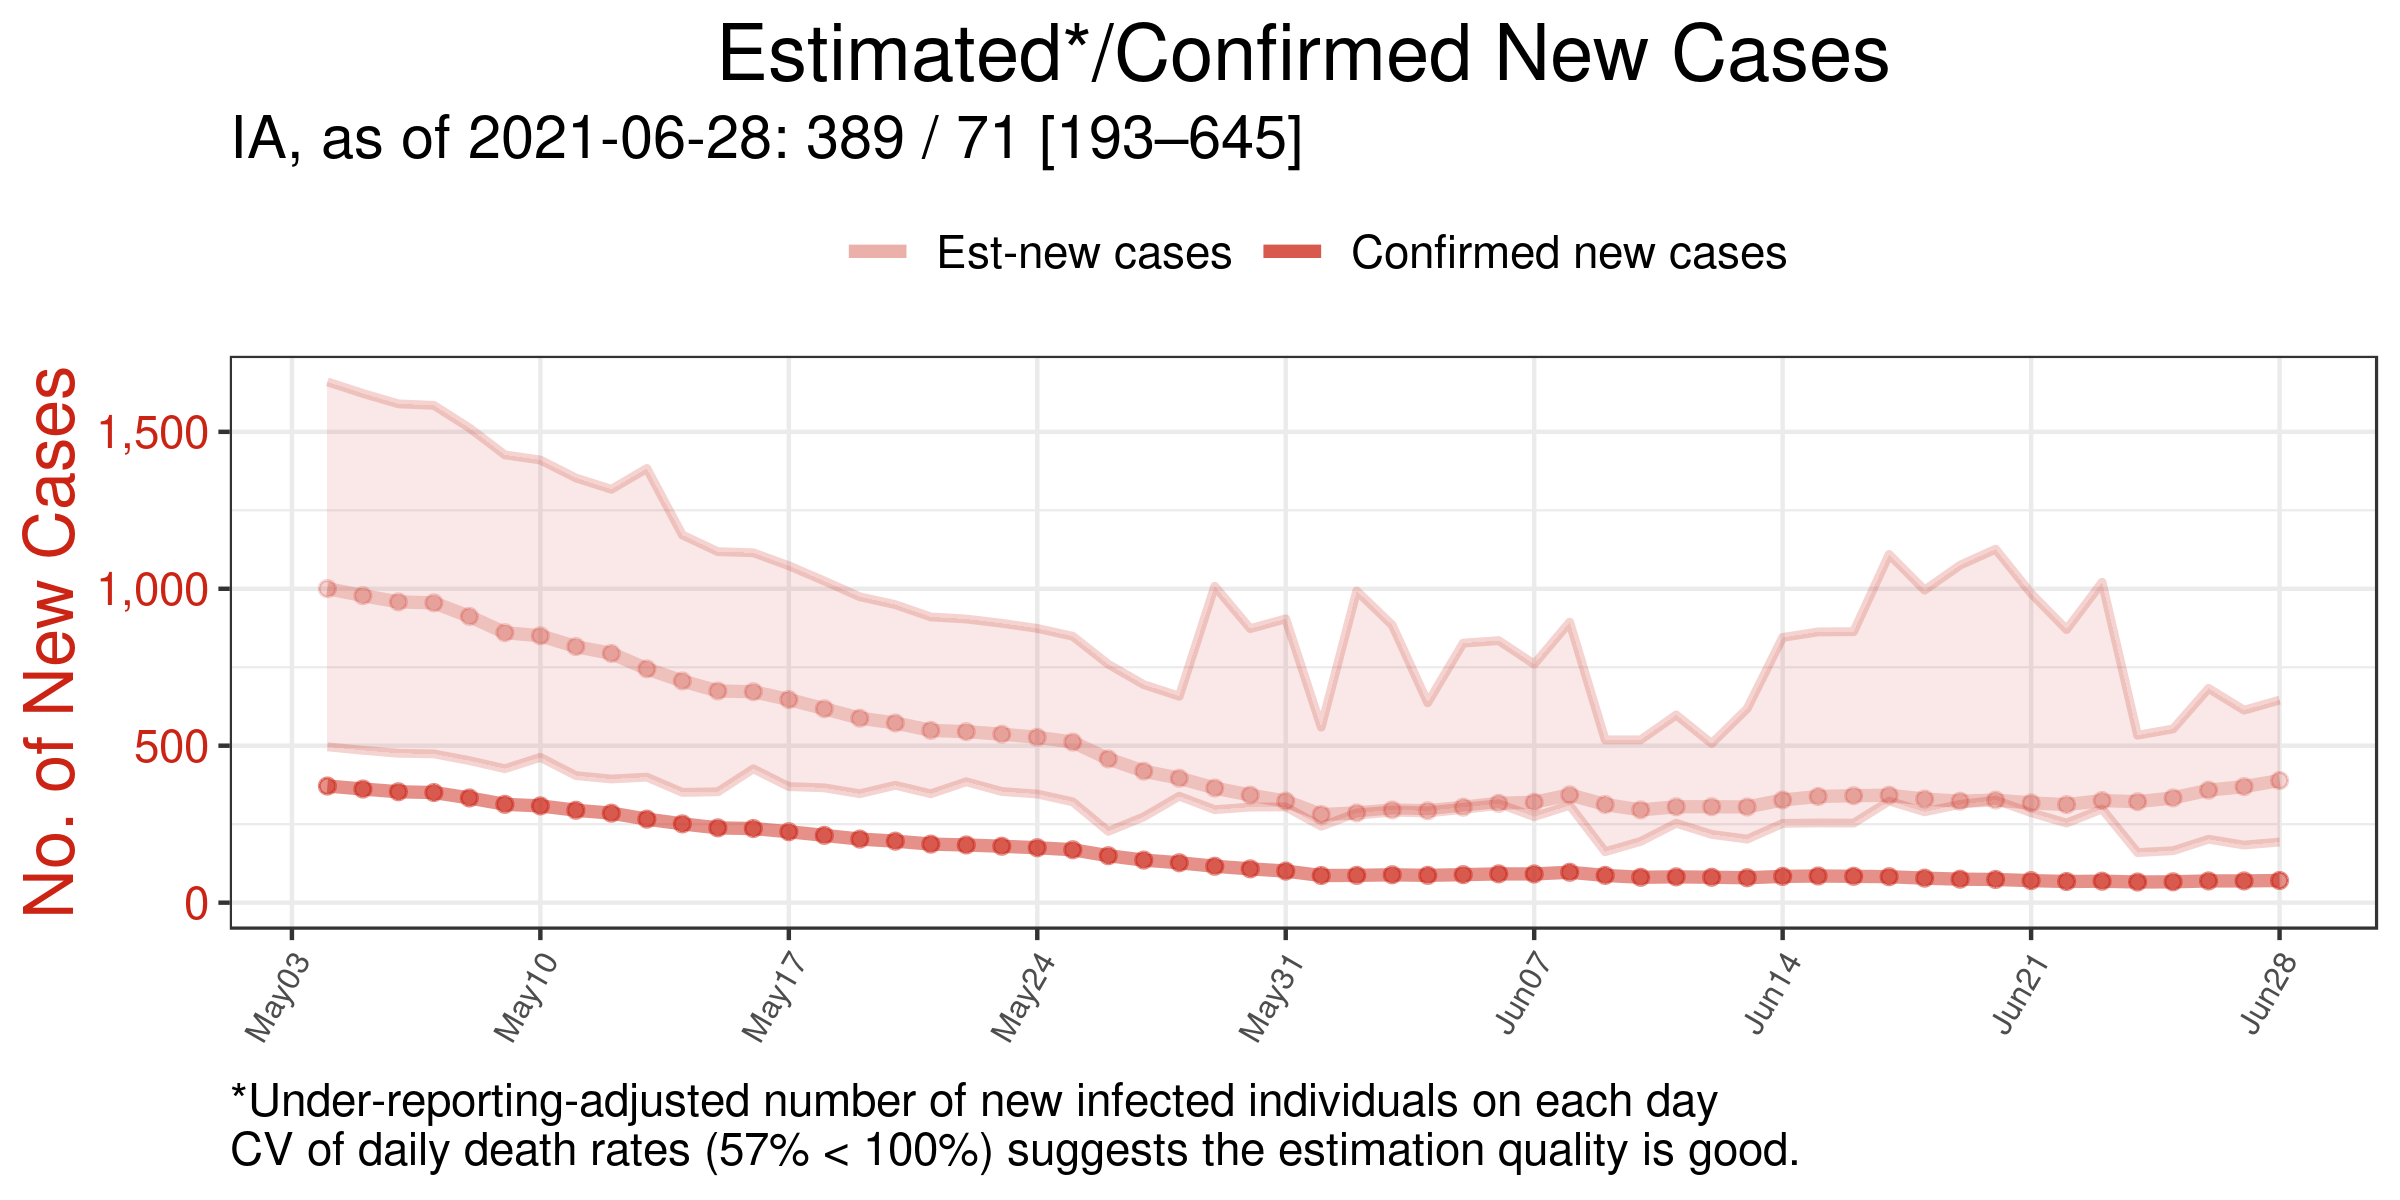 Estimated*/Confirmed New Cases
IA, as of 2021-06-28: 389 / 71 [193–645]
Est-new cases
Confirmed new cases
No. of New Cases
1,500
1,000
500
0
May03
May10
May17
May24
May31
Jun07
Jun14
Jun21
Jun28
*Under-reporting-adjusted number of new infected individuals on each day
CV of daily death rates (57% < 100%) suggests the estimation quality is good.